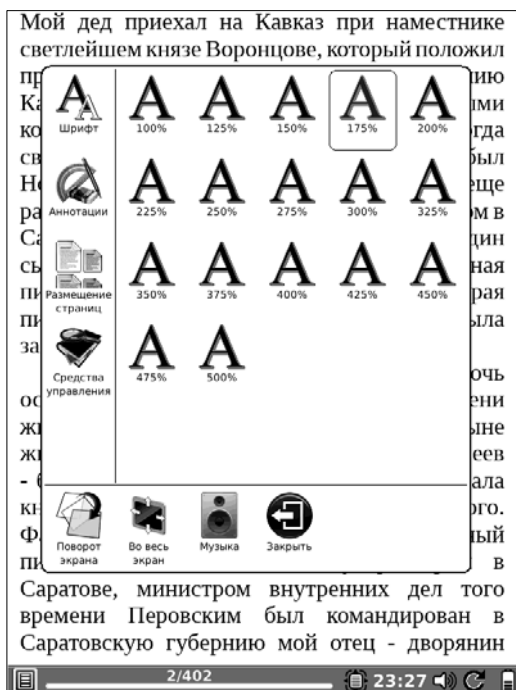 Мой дед приехал на Кавказ при наместнике
светлейшем князе Воронцове, который положил
Шрифт
100% 125% 150% 175% 200%
Аннотации
225% 250% 275% 300% 325%
Размещение
страниц
350% 375% 400% 425% 450%
Средства
управления
475% 500%
Поворот
экрана
Во весь
экран
Музыка
Закрыть
Саратове, министром внутренних дел того
времени Перовским был командирован в
Саратовскую губернию мой отец - дворянин
2/402
23:27